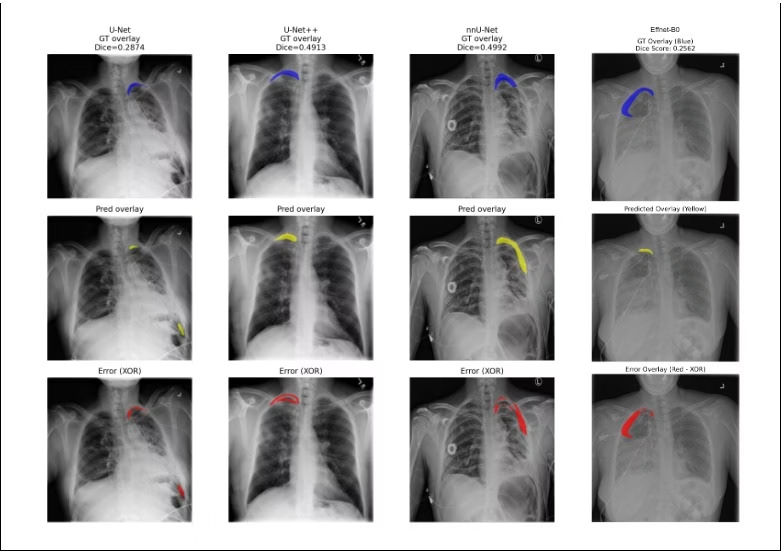 U-Net
GT overlay
Dice=0.2874
U-Net++
GT overlay
Dice=0.4913
nnU-Net
GT overlay
Dice=0.4992
Effnet-B0
GT Overlay (Blue)
Dice Score: 0.2562
Pred overlay
Pred overlay
Pred overlay
Predicted Overlay (Yellow)
Error (XOR)
Error (XOR)
Error (XOR)
Error Overlay (Red - XOR)